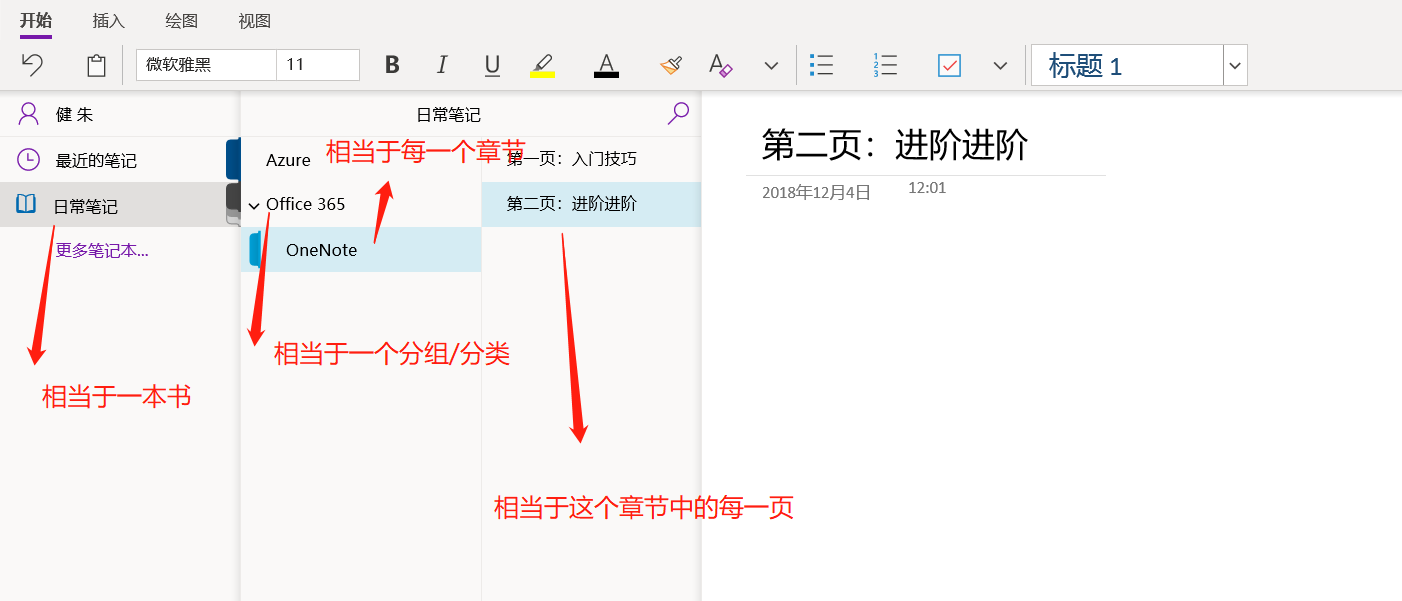 开始 插入 绘图 视图
微软雅黑 11 B I U A A 标题 1
健 朱
最近的笔记
日常笔记
更多笔记本...
相当于一本书
日常笔记
Azure
相当于每一个章节
Office 365
OneNote
相当于一个分组/分类
第一页：入门技巧
第二页：进阶进阶
相当于这个章节中的每一页
第二页：进阶进阶
2018年12月4日 12:01